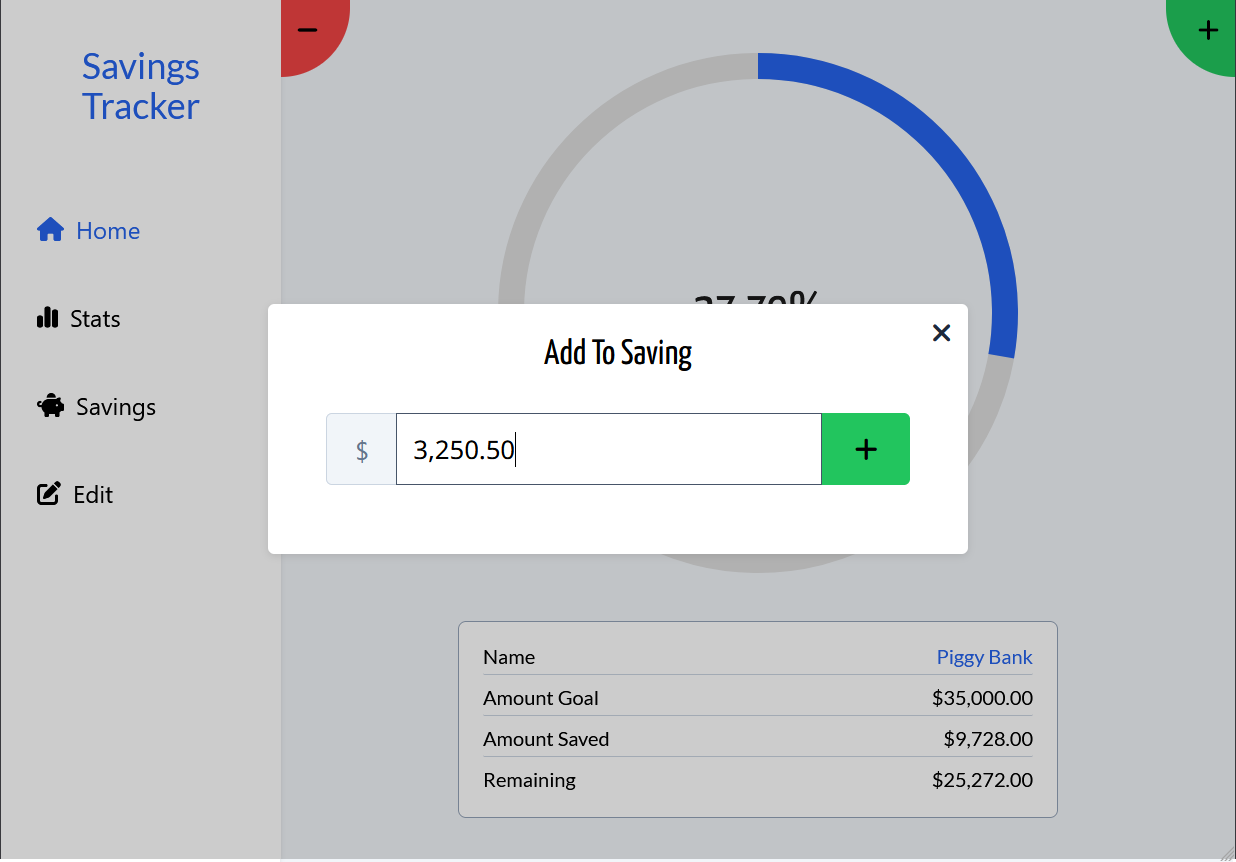 Savings
Tracker
Home
Stats
Savings
Edit
Add To Saving
$
3,250.50
Name Piggy Bank
Amount Goal $35,000.00
Amount Saved $9,728.00
Remaining $25,272.00